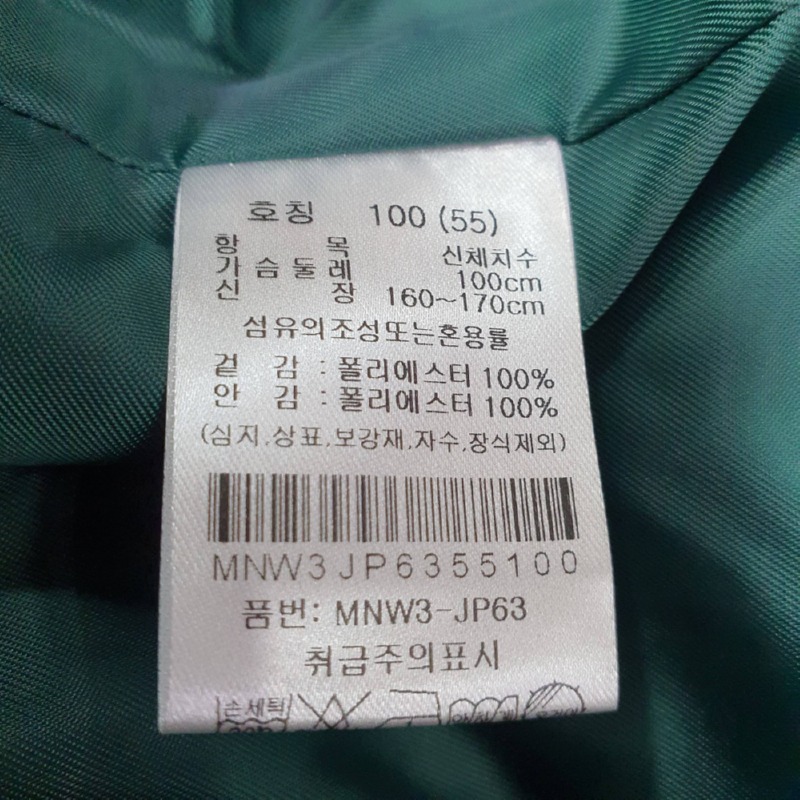 호칭 100 (55)
항 목 신체치수
가슴둘레 100cm
신 장 160~170cm
섬유의조성또는혼용률
겉 감 : 폴리에스터 100%
안 감 : 폴리에스터 100%
(심지,상표,보강재,자수,장식제외)
MNW3JP6355100
품번: MNW3-JP63
취급주의표시
손세탁